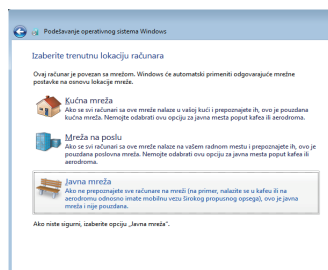 Podešavanje operativnog sistema Windows
Izaberite trenutnu lokaciju računara
Ovaj računar je povezan sa mrežom. Windows će automatski primeniti odgovarajuće mrežne
postavke na osnovu lokacije mreže.
Kućna mreža
Ako se svi računari sa ove mreže nalaze u vašoj kući i prepoznajete ih, ovo je pouzdana
kućna mreža. Nemojte odabrati ovu opciju za javna mesta poput kafea ili aerodroma.
Mreža na poslu
Ako se svi računari sa ove mreže nalaze na vašem radnom mestu i prepoznajete ih, ovo je
pouzdana poslovna mreža. Nemojte odabrati ovu opciju za javna mesta poput kafea ili
aerodroma.
Javna mreža
Ako ne prepoznajete sve računare na mreži (na primer, nalazite se u kafeu ili na
aerodromu odnosno imate mobilnu vezu širokog propusnog opsega), ovo je javna
mreža i nije pouzdana.
Ako niste sigurni, izaberite opciju „Javna mreža“.